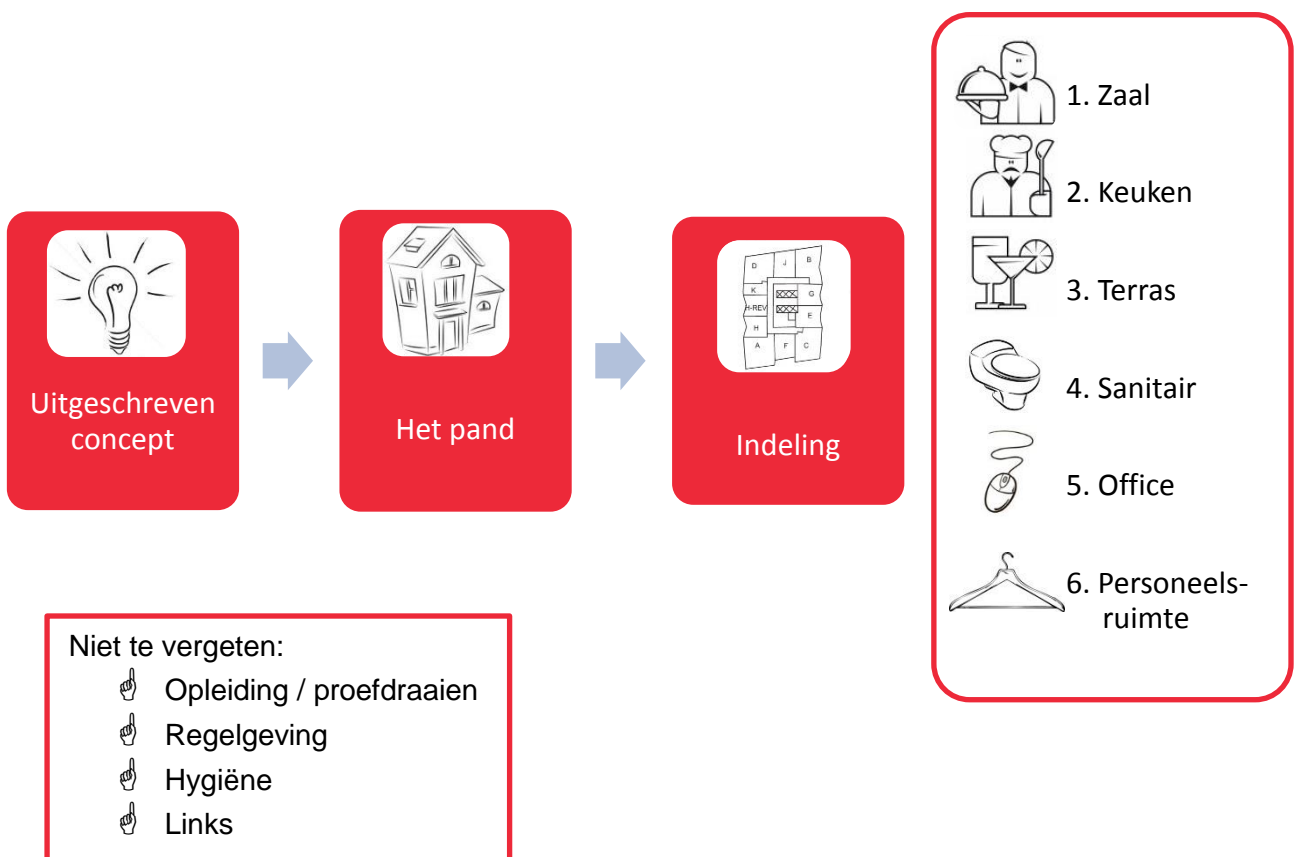 Uitgeschreven
concept
Het pand
D J B
K G
H-REV E
H
A F C
Indeling
1. Zaal
2. Keuken
3. Terras
4. Sanitair
5. Office
6. Personeels-
ruimte
Niet te vergeten:
Opleiding / proefdraaien
Regelgeving
Hygiëne
Links